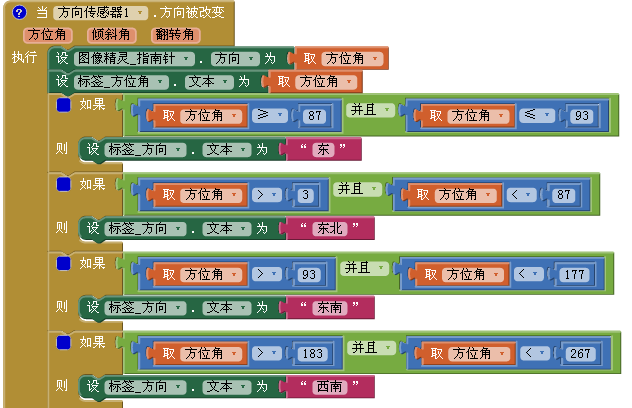 当 方向传感器1 .方向被改变
方位角 倾斜角 翻转角
执行 设 图像精灵_指南针 . 方向 为 取 方位角
设 标签_方位角 . 文本 为 取 方位角
如果 取 方位角 ≥ 87 并且 取 方位角 ≤ 93
则 设 标签_方向 . 文本 为 “ 东 ”
如果 取 方位角 > 3 并且 取 方位角 < 87
则 设 标签_方向 . 文本 为 “ 东北 ”
如果 取 方位角 > 93 并且 取 方位角 < 177
则 设 标签_方向 . 文本 为 “ 东南 ”
如果 取 方位角 > 183 并且 取 方位角 < 267
则 设 标签_方向 . 文本 为 “ 西南 ”